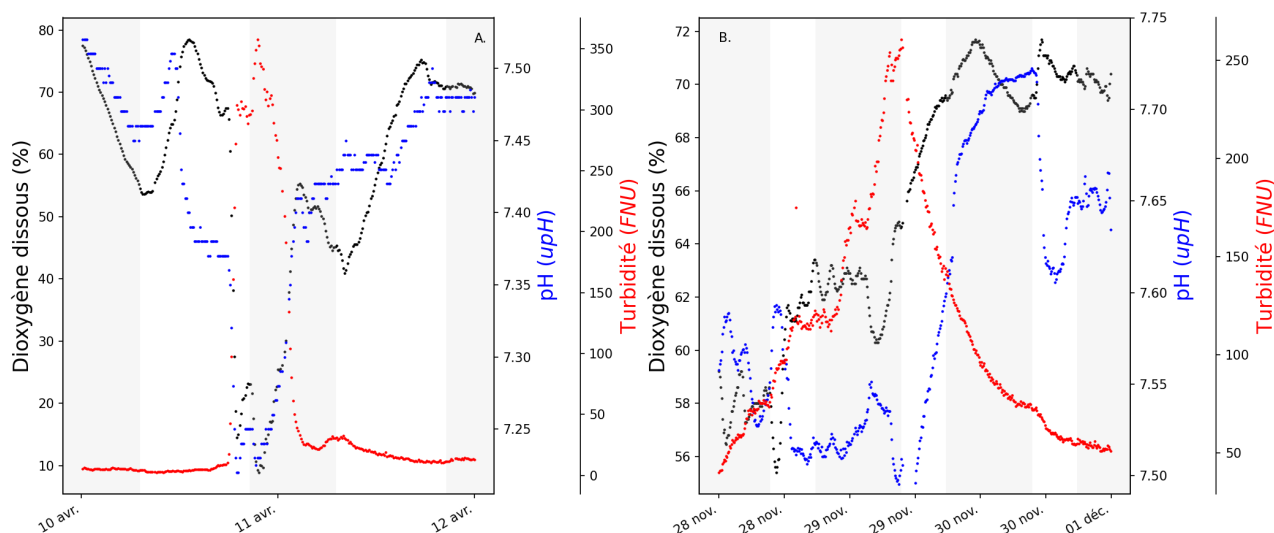 A.
Dioxygène dissous (%)
80
70
60
50
40
30
20
10
10 avr.
11 avr.
12 avr.
pH (upH)
7.50
7.45
7.40
7.35
7.30
7.25
Turbidité (FNU)
350
300
250
200
150
100
50
0
B.
Dioxygène dissous (%)
72
70
68
66
64
62
60
58
56
28 nov.
28 nov.
29 nov.
29 nov.
30 nov.
30 nov.
01 déc.
pH (upH)
7.75
7.70
7.65
7.60
7.55
7.50
Turbidité (FNU)
250
200
150
100
50